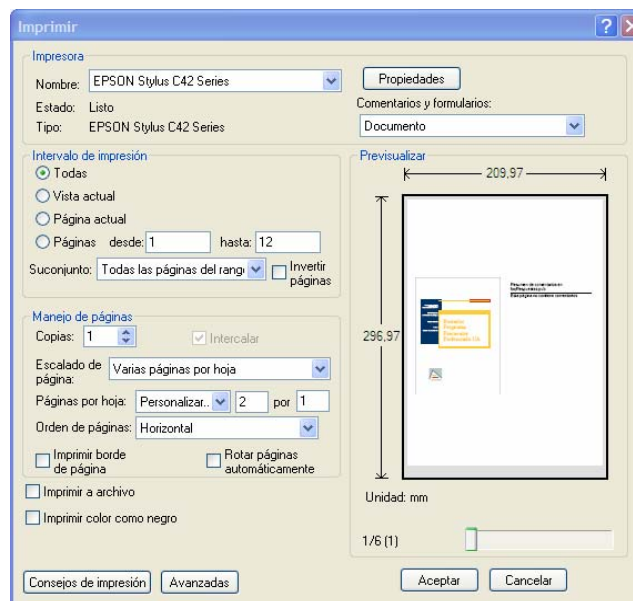 Imprimir
Impresora
Nombre: EPSON Stylus C42 Series
Propiedades
Estado: Listo
Comentarios y formularios:
Tipo: EPSON Stylus C42 Series
Documento
Intervalo de impresión
Todas
Vista actual
Página actual
Páginas desde: 1 hasta: 12
Suconjunto: Todas las páginas del rang
Invertir páginas
Manejo de páginas
Copias: 1
Intercalar
Escalado de página: Varias páginas por hoja
Páginas por hoja: Personalizar.. 2 por 1
Orden de páginas: Horizontal
Imprimir borde de página
Rotar páginas automáticamente
Imprimir a archivo
Imprimir color como negro
Previsualizar
209,97
296,97
Unidad: mm
1/6 (1)
Consejos de impresión
Avanzadas
Aceptar
Cancelar